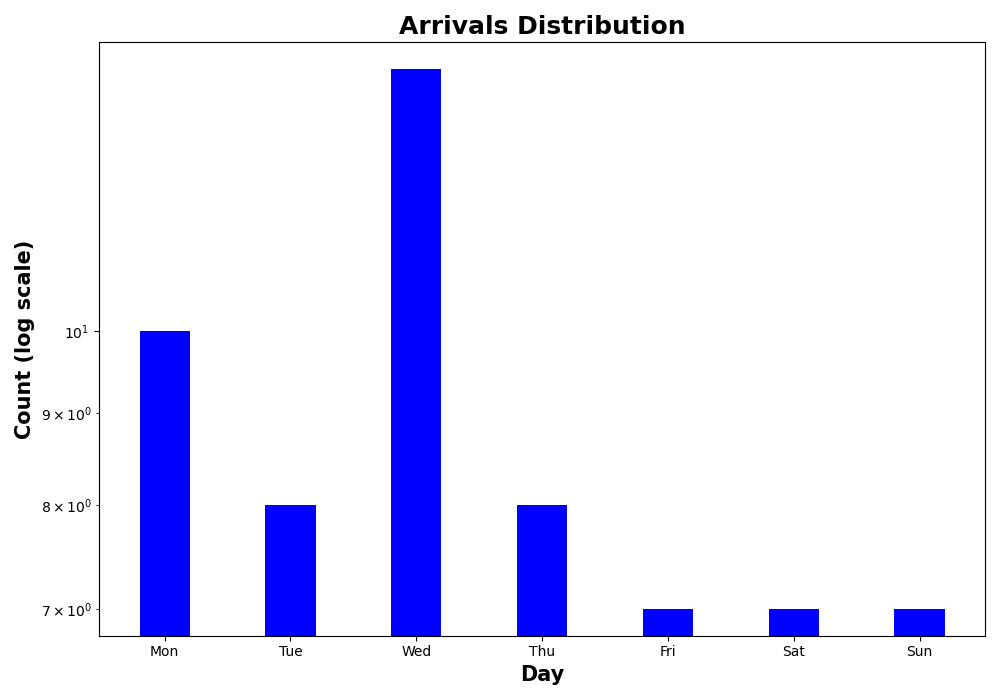 Arrivals Distribution
Count (log scale)
10¹
9 × 10⁰
8 × 10⁰
7 × 10⁰
Mon Tue Wed Thu Fri Sat Sun
Day